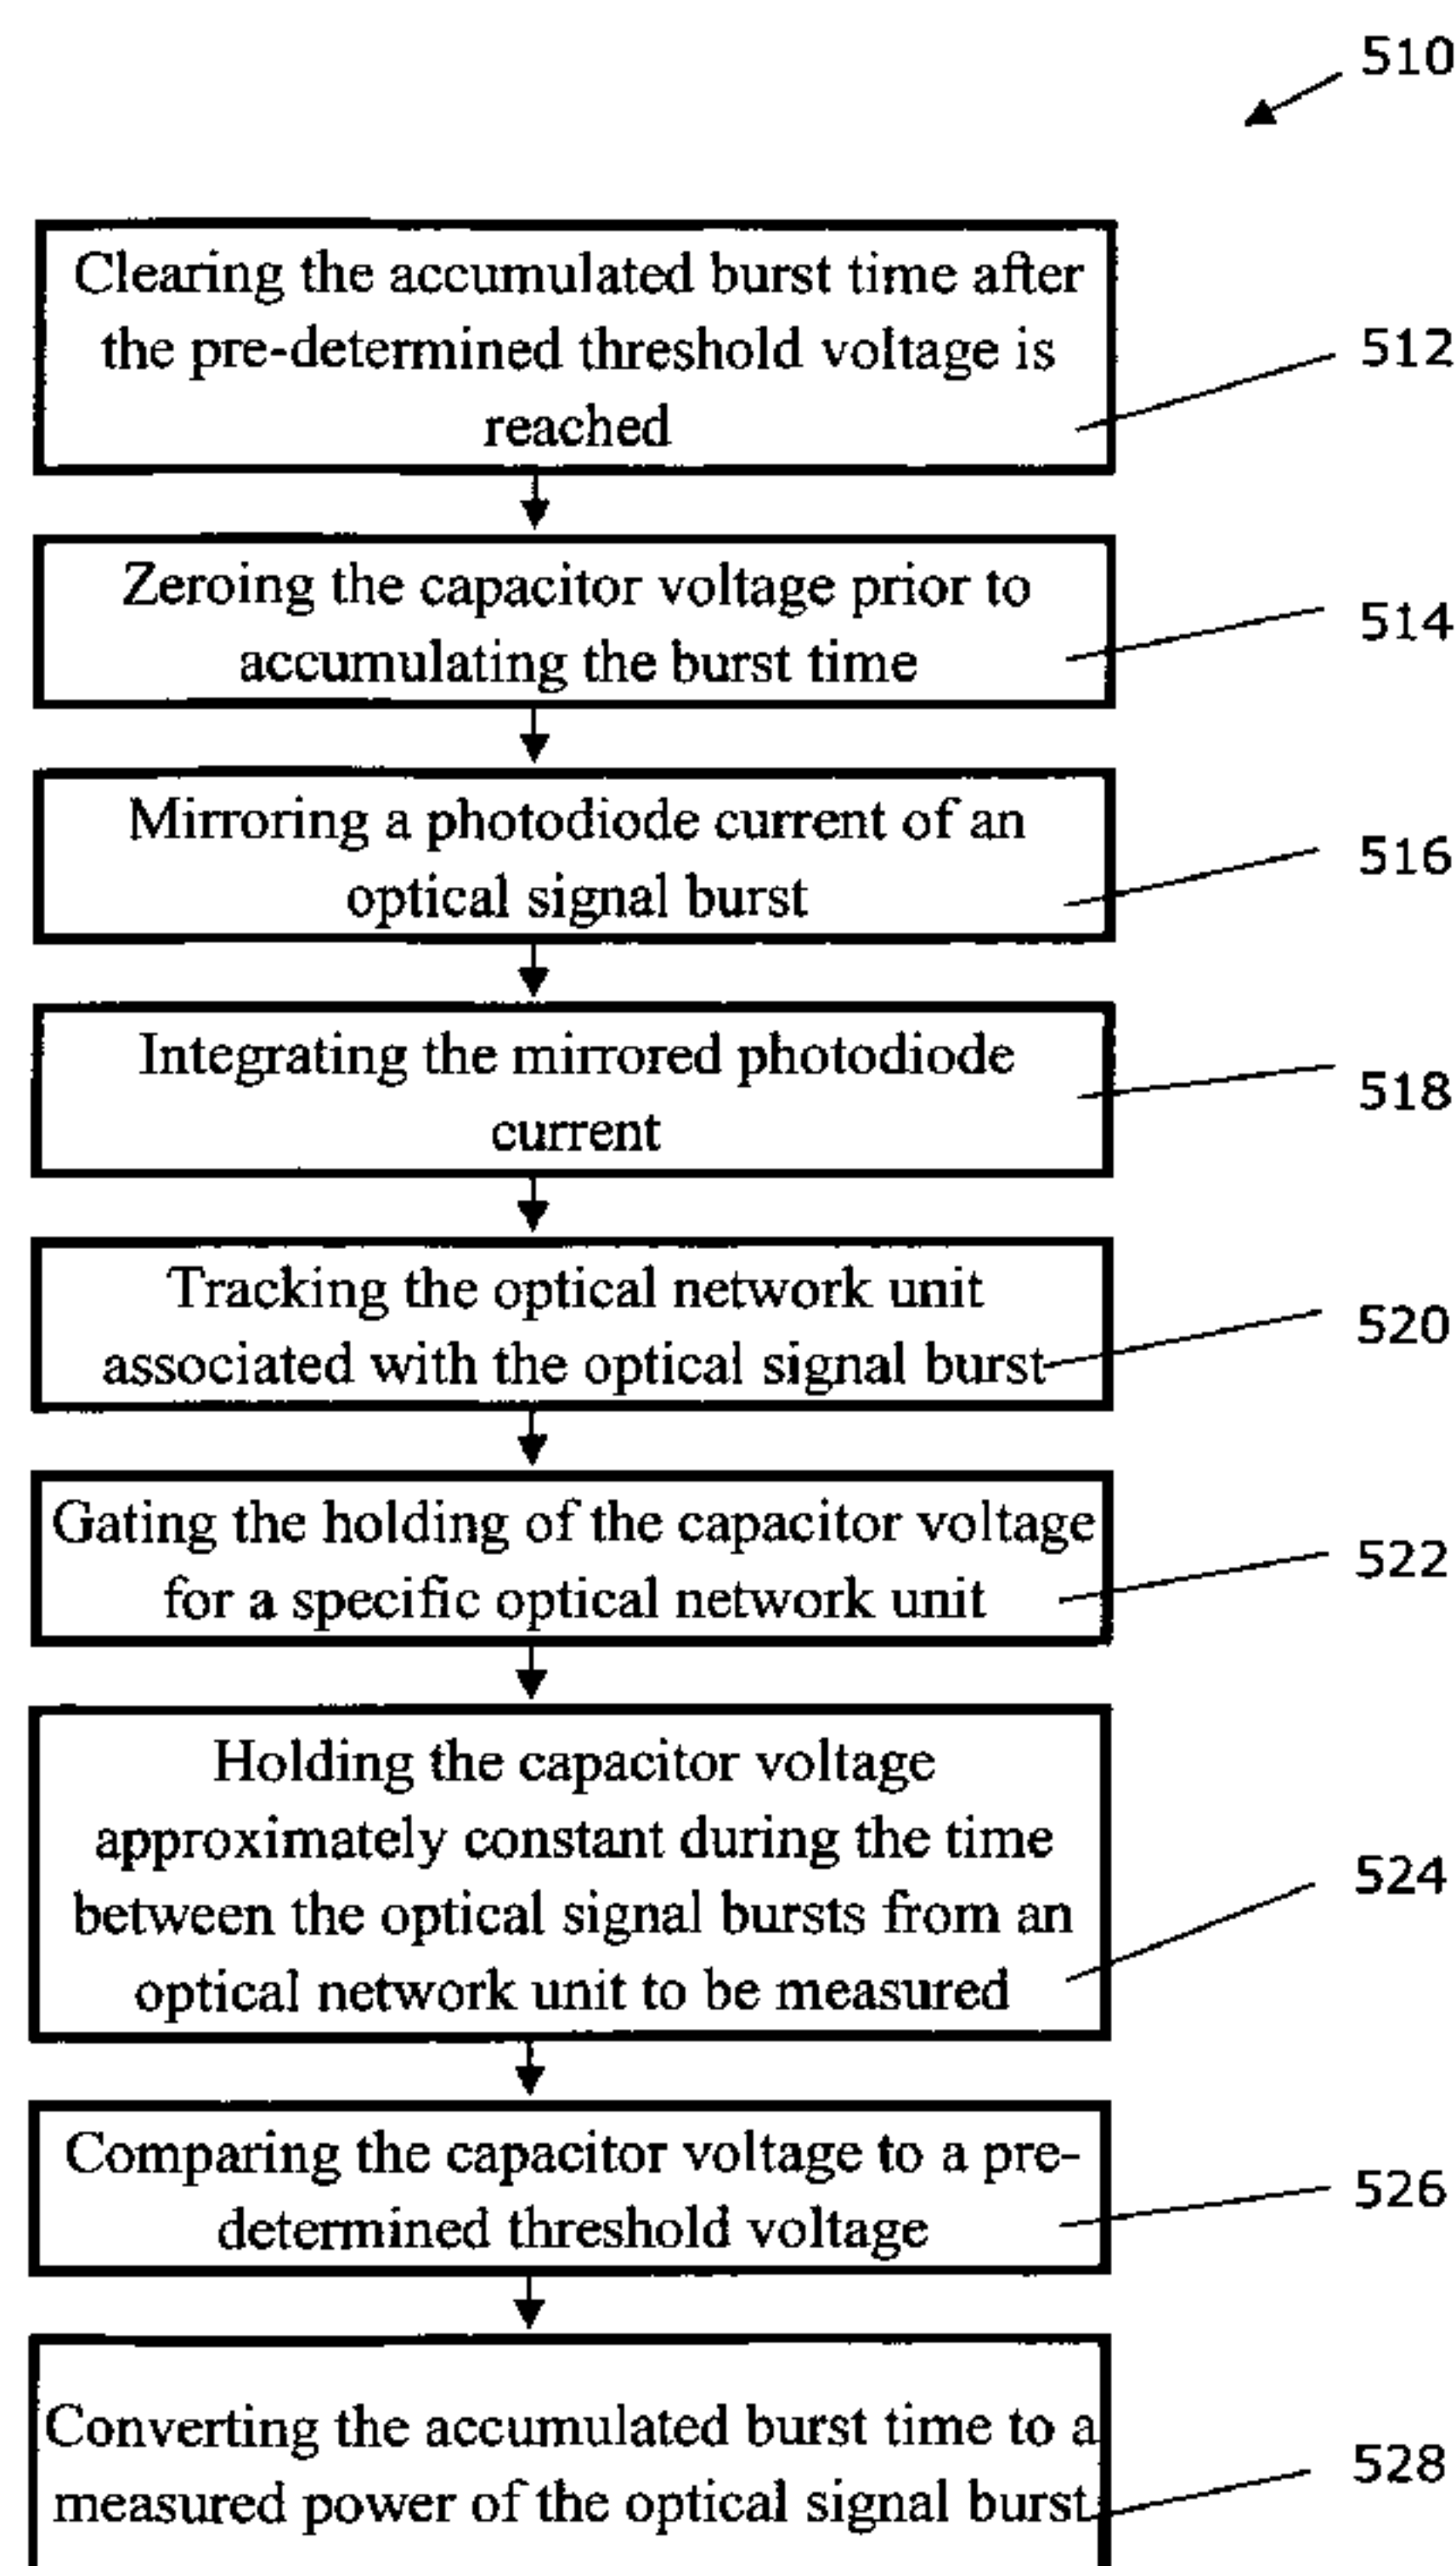 510
Clearing the accumulated burst time after
the pre-determined threshold voltage is
reached
512
Zeroing the capacitor voltage prior to
accumulating the burst time
514
Mirroring a photodiode current of an
optical signal burst
516
Integrating the mirrored photodiode
current
518
Tracking the optical network unit
associated with the optical signal burst
520
Gating the holding of the capacitor voltage
for a specific optical network unit
522
Holding the capacitor voltage
approximately constant during the time
between the optical signal bursts from an
optical network unit to be measured
524
Comparing the capacitor voltage to a pre-
determined threshold voltage
526
Converting the accumulated burst time to a
measured power of the optical signal burst
528